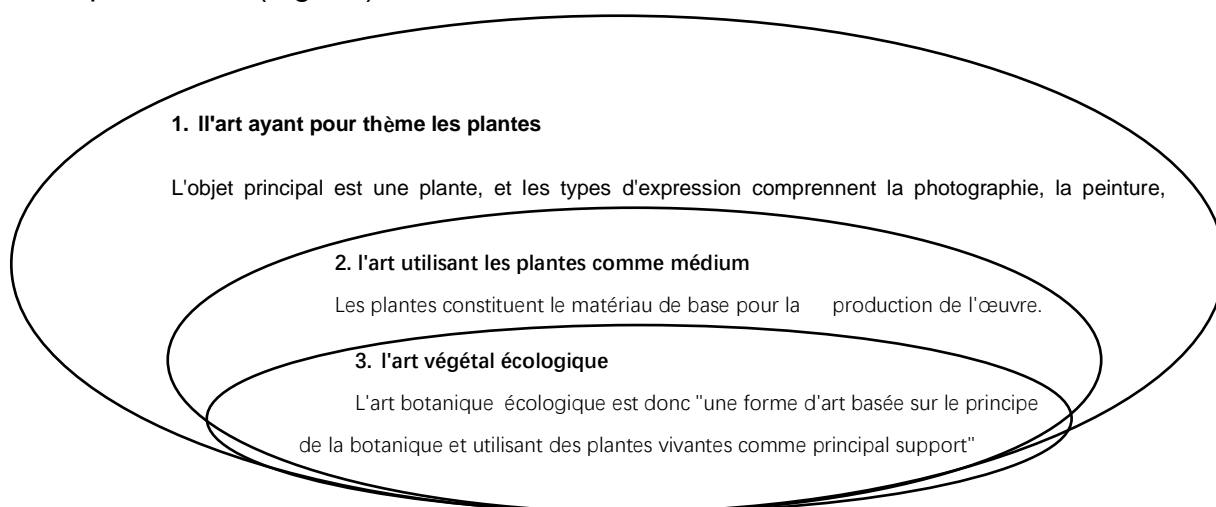 1. Il'art ayant pour thème les plantes
L'objet principal est une plante, et les types d'expression comprennent la photographie, la peinture,
2. l'art utilisant les plantes comme médium
Les plantes constituent le matériau de base pour la production de l'œuvre.
3. l'art végétal écologique
L'art botanique écologique est donc "une forme d'art basée sur le principe
de la botanique et utilisant des plantes vivantes comme principal support"